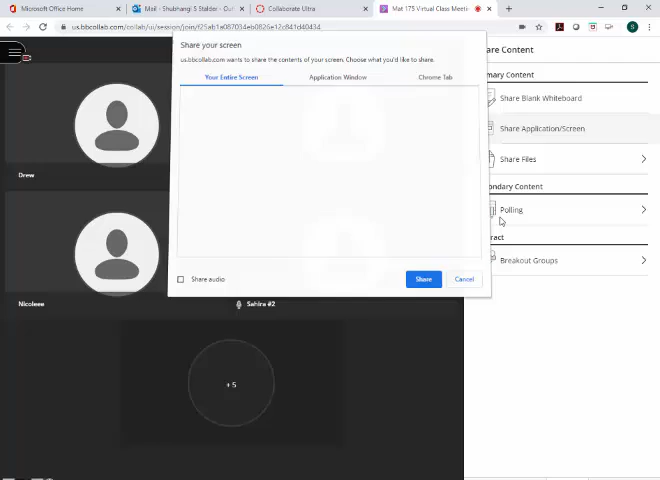 Microsoft Office Home
Mail - Shubhangi S Stalder - Out
Collaborate Ultra
Mat 175 Virtual Class Meeti
us.bbcollab.com/collab/ui/session/join/f25ab1a087034eb0826e12c841d40434
S
Share your screen
us.bbcollab.com wants to share the contents of your screen. Choose what you'd like to share.
Your Entire Screen
Application Window
Chrome Tab
Share audio
Share
Cancel
Drew
Nicoleee
Sahira #2
+ 5
are Content
mary Content
Share Blank Whiteboard
Share Application/Screen
Share Files
ondary Content
Polling
ract
Breakout Groups